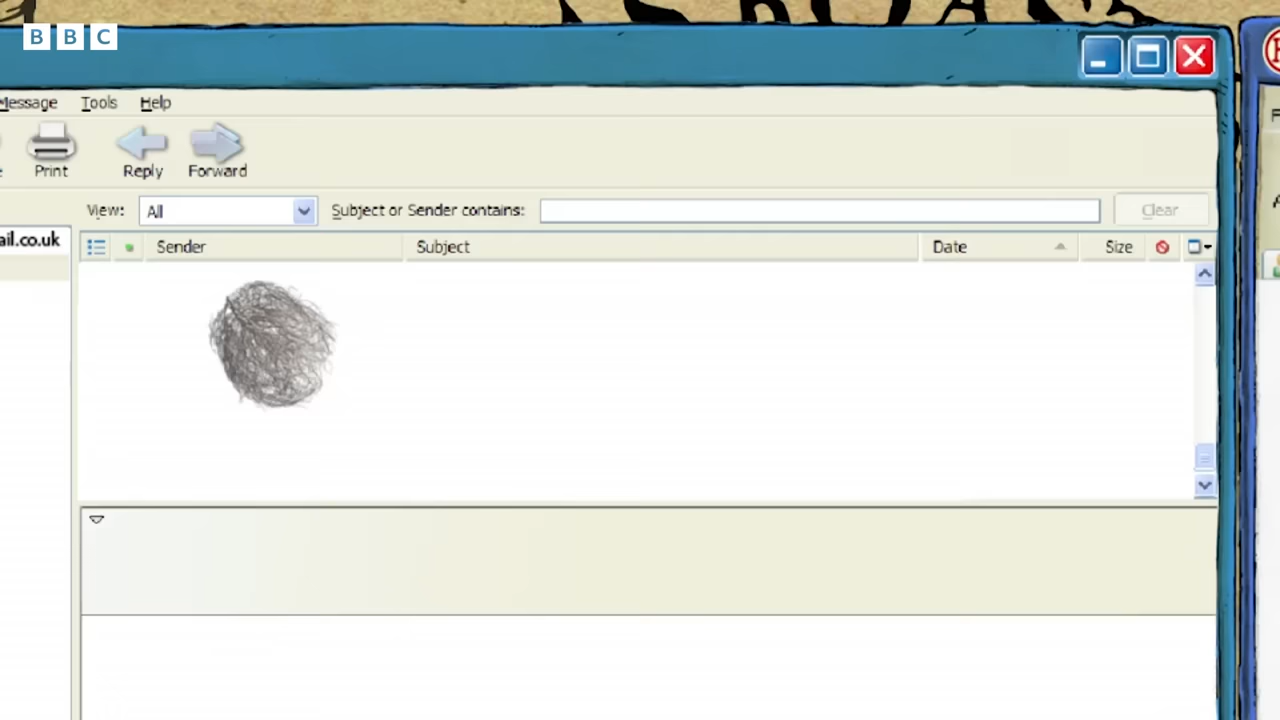 BBC
Message Tools Help
Print Reply Forward
View: All Subject or Sender contains: Clear
ail.co.uk
Sender Subject Date Size